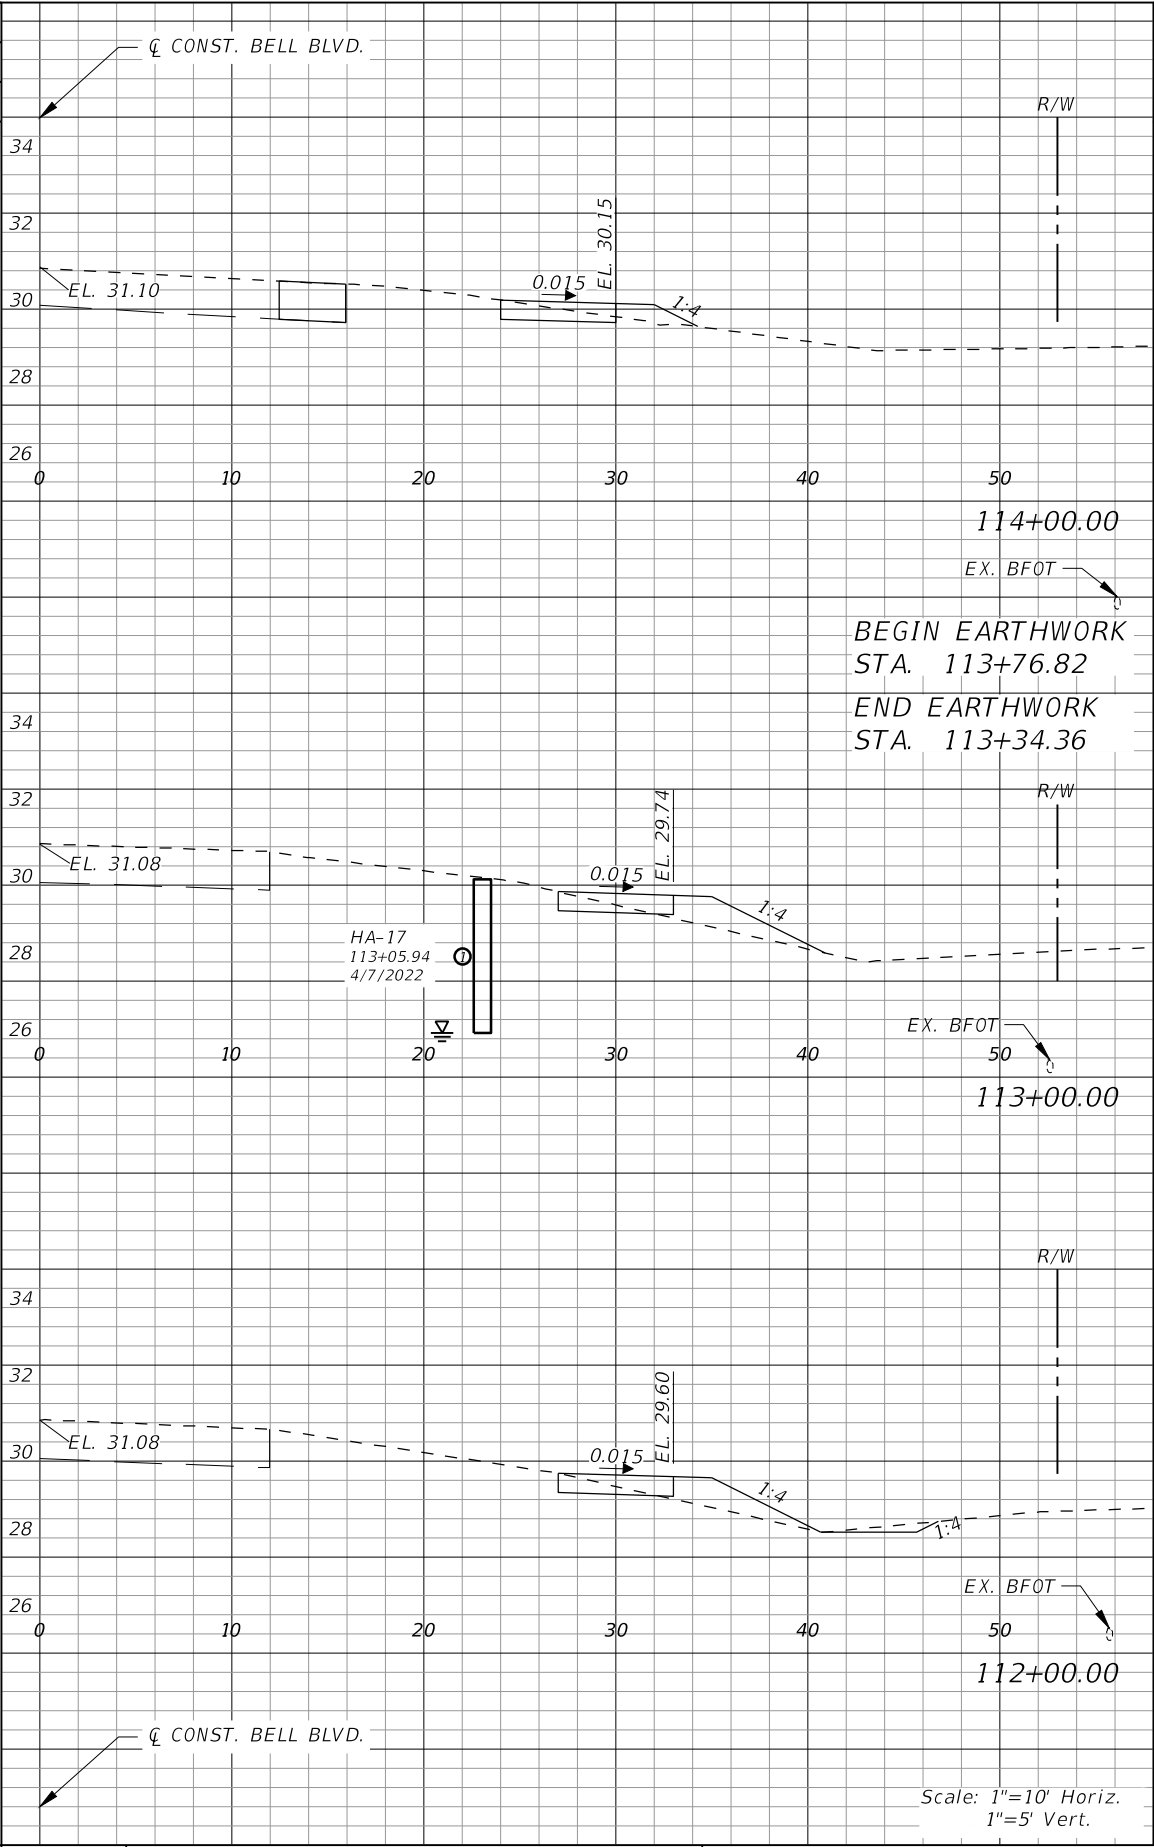 ℄ CONST. BELL BLVD.
R/W
34
32
EL. 30.15
0.015
EL. 31.10
30
1:4
28
26
0 10 20 30 40 50
114+00.00
EX. BFOT
BEGIN EARTHWORK
STA. 113+76.82
END EARTHWORK
STA. 113+34.36
34
R/W
32
EL. 29.74
EL. 31.08
0.015
30
1:4
HA-17
113+05.94
4/7/2022
1
28
26
EX. BFOT
0 10 20 30 40 50
113+00.00
R/W
34
32
EL. 29.60
EL. 31.08
0.015
30
1:4
1:4
28
EX. BFOT
26
0 10 20 30 40 50
112+00.00
℄ CONST. BELL BLVD.
Scale: 1"=10' Horiz.
1"=5' Vert.